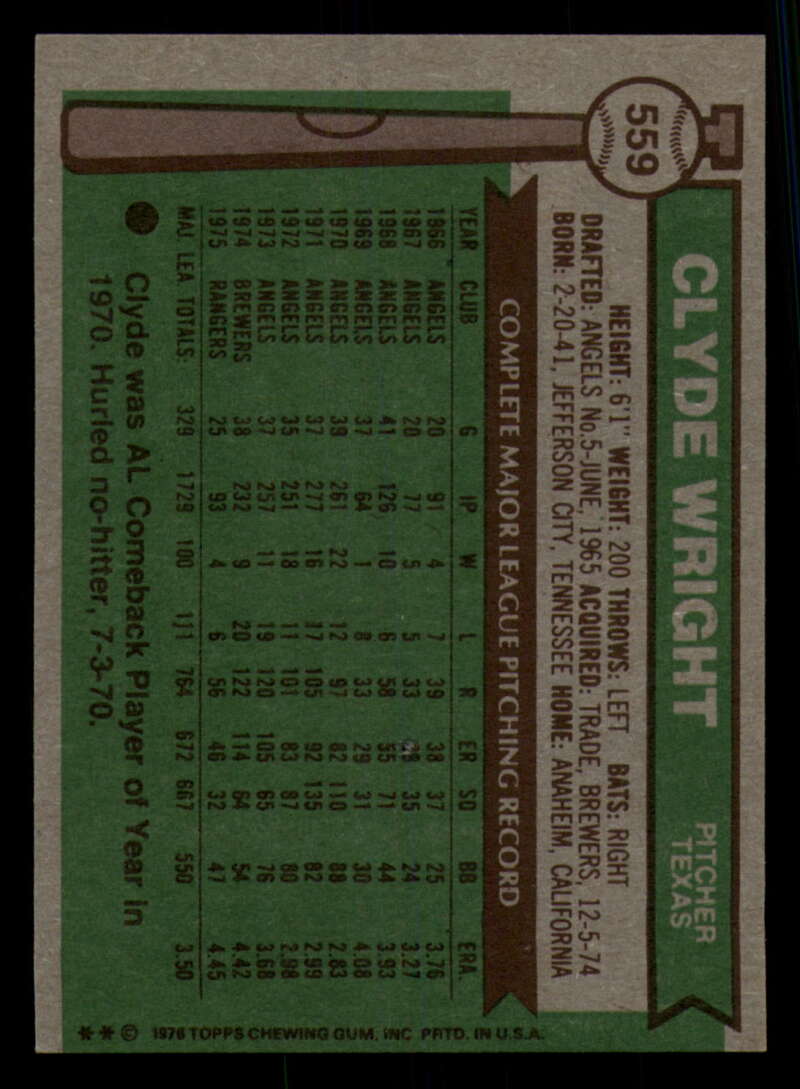 559
CLYDE WRIGHT
PITCHER
TEXAS
HEIGHT: 6'1" WEIGHT: 200 THROWS: LEFT BATS: RIGHT
DRAFTED: ANGELS No.5-JUNE, 1965 ACQUIRED: TRADE, BREWERS, 12-5-74
BORN: 2-20-41, JEFFERSON CITY, TENNESSEE HOME: ANAHEIM, CALIFORNIA
COMPLETE MAJOR LEAGUE PITCHING RECORD
YEAR CLUB G IP W L R ER SO BB ERA.
1966 ANGELS 20 91 4 7 39 38 37 25 3.76
1967 ANGELS 20 77 5 5 33 28 35 24 3.27
1968 ANGELS 41 126 10 6 58 55 71 44 3.93
1969 ANGELS 37 64 1 8 33 29 31 30 4.08
1970 ANGELS 39 261 22 12 97 82 110 88 2.83
1971 ANGELS 37 277 16 17 105 92 135 82 2.99
1972 ANGELS 35 251 18 11 101 83 87 80 2.98
1973 ANGELS 37 257 11 19 120 105 65 76 3.68
1974 BREWERS 38 232 9 20 122 114 64 54 4.42
1975 RANGERS 25 93 4 6 56 46 32 47 4.45
MAJ. LEA. TOTALS: 329 1729 100 111 764 672 667 550 3.50
Clyde was AL Comeback Player of Year in
1970. Hurled no-hitter, 7-3-70.
** © 1976 TOPPS CHEWING GUM, INC PRTD. IN U.S.A.